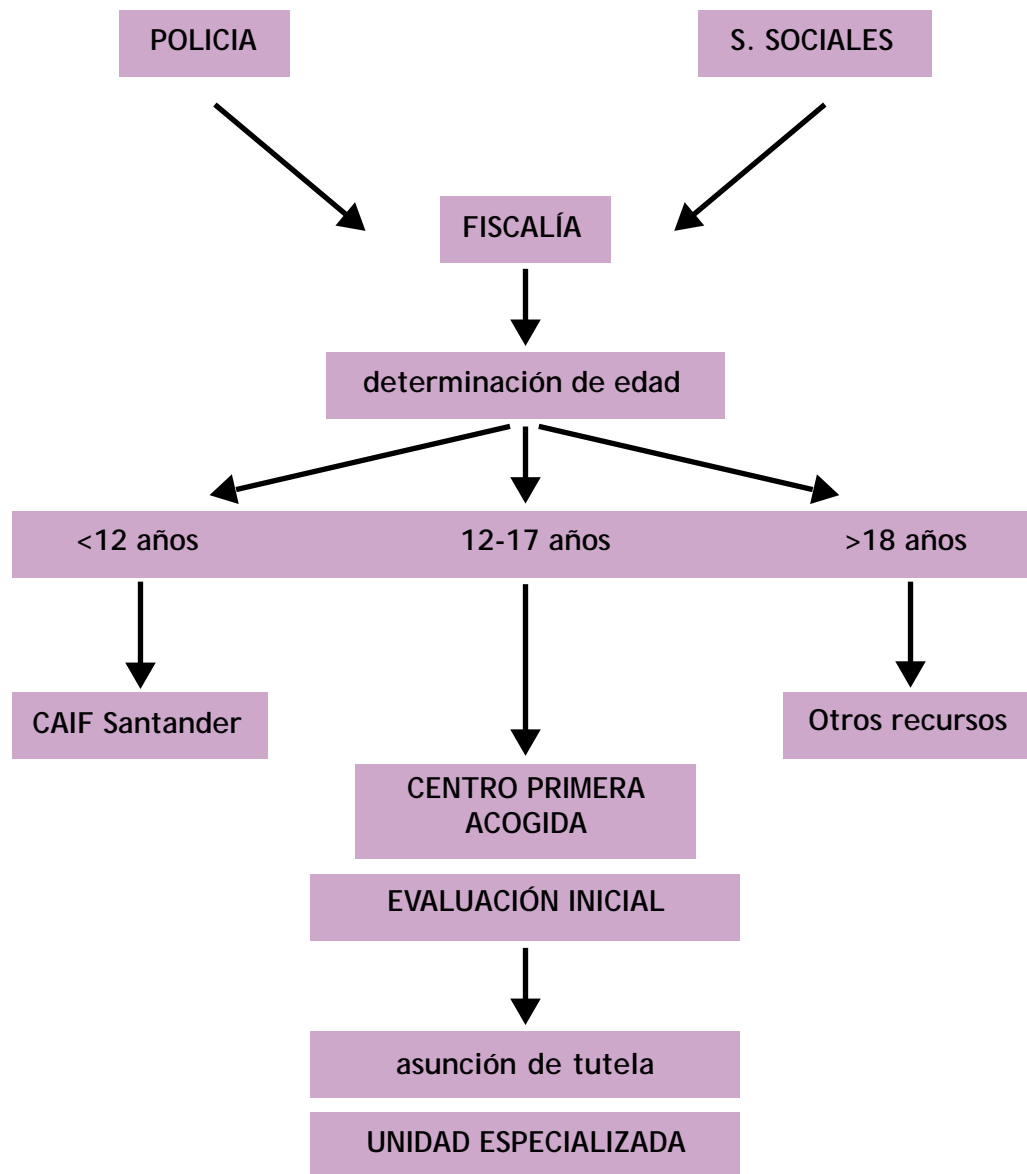 POLICIA
S. SOCIALES
FISCALÍA
determinación de edad
<12 años
12-17 años
>18 años
CAIF Santander
Otros recursos
CENTRO PRIMERA
ACOGIDA
EVALUACIÓN INICIAL
asunción de tutela
UNIDAD ESPECIALIZADA